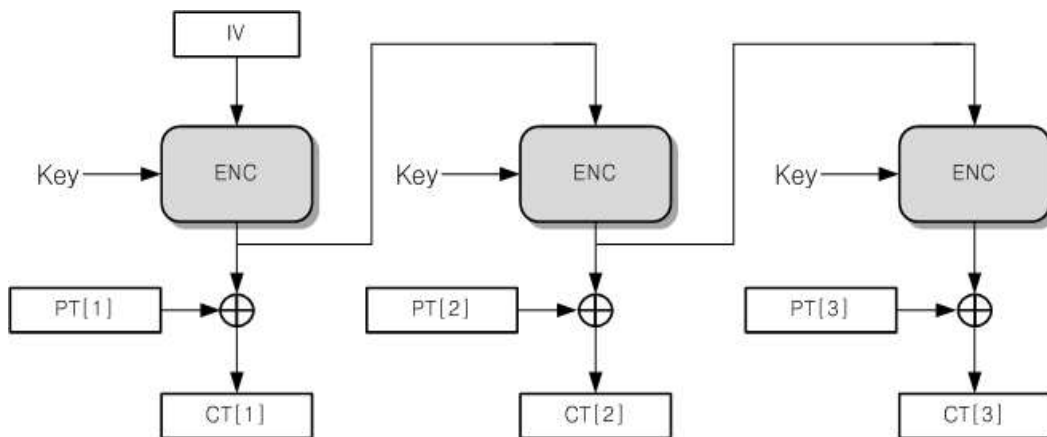 IV
Key
ENC
Key
ENC
Key
ENC
PT[1]
PT[2]
PT[3]
CT[1]
CT[2]
CT[3]